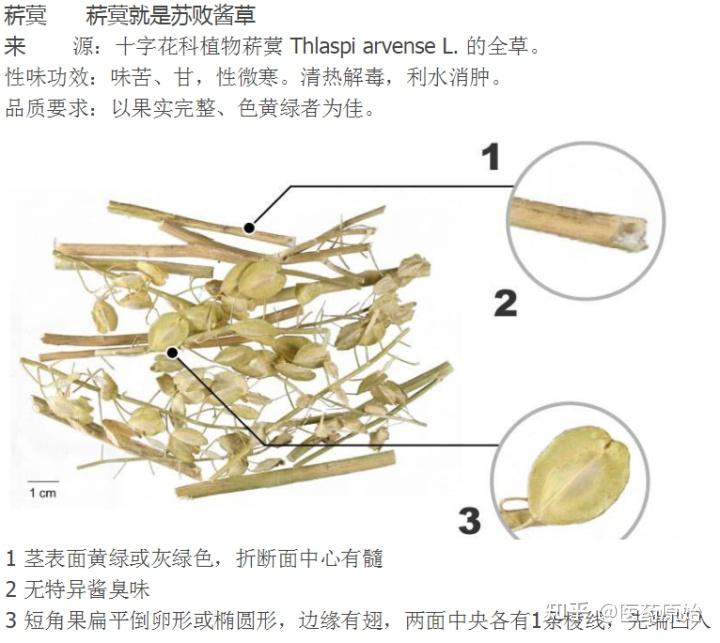 菥蓂 菥蓂就是苏败酱草
来 源：十字花科植物菥蓂 Thlaspi arvense L. 的全草。
性味功效：味苦、甘，性微寒。清热解毒，利水消肿。
品质要求：以果实完整、色黄绿者为佳。
1
2
1 cm
3
1 茎表面黄绿或灰绿色，折断面中心有髓
2 无特异酱臭味
3 短角果扁平倒卵形或椭圆形，边缘有翅，两面中央各有1条棱线，先端凹入
知乎 @医药原始